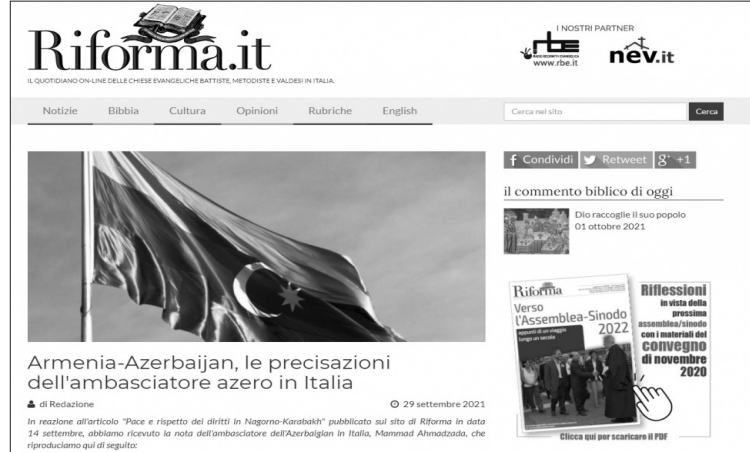 Riforma.it
IL QUOTIDIANO ON-LINE DELLE CHIESE EVANGELICHE BATTISTE, METODISTE E VALDESI IN ITALIA.
I NOSTRI PARTNER
rbe
www.rbe.it
nev.it
Notizie Bibbia Cultura Opinioni Rubriche English
Cerca nel sito Cerca
Condividi Retweet g+ +1
il commento biblico di oggi
Dio raccoglie il suo popolo
01 ottobre 2021
Riforma
Verso
l'Assemblea-Sinodo
2022
appunti di un viaggio
lungo un secolo
Riflessioni
in vista della
prossima
assemblea/sinodo
con i materiali del
convegno
di novembre
2020
Clicca qui per scaricare il PDF
Armenia-Azerbaijan, le precisazioni
dell'ambasciatore azero in Italia
di Redazione 29 settembre 2021
In reazione all'articolo "Pace e rispetto dei diritti in Nagorno-Karabakh" pubblicato sul sito di Riforma in data
14 settembre, abbiamo ricevuto la nota dell'ambasciatore dell'Azerbaigian in Italia, Mammad Ahmadzada, che
riproduciamo qui di seguito: